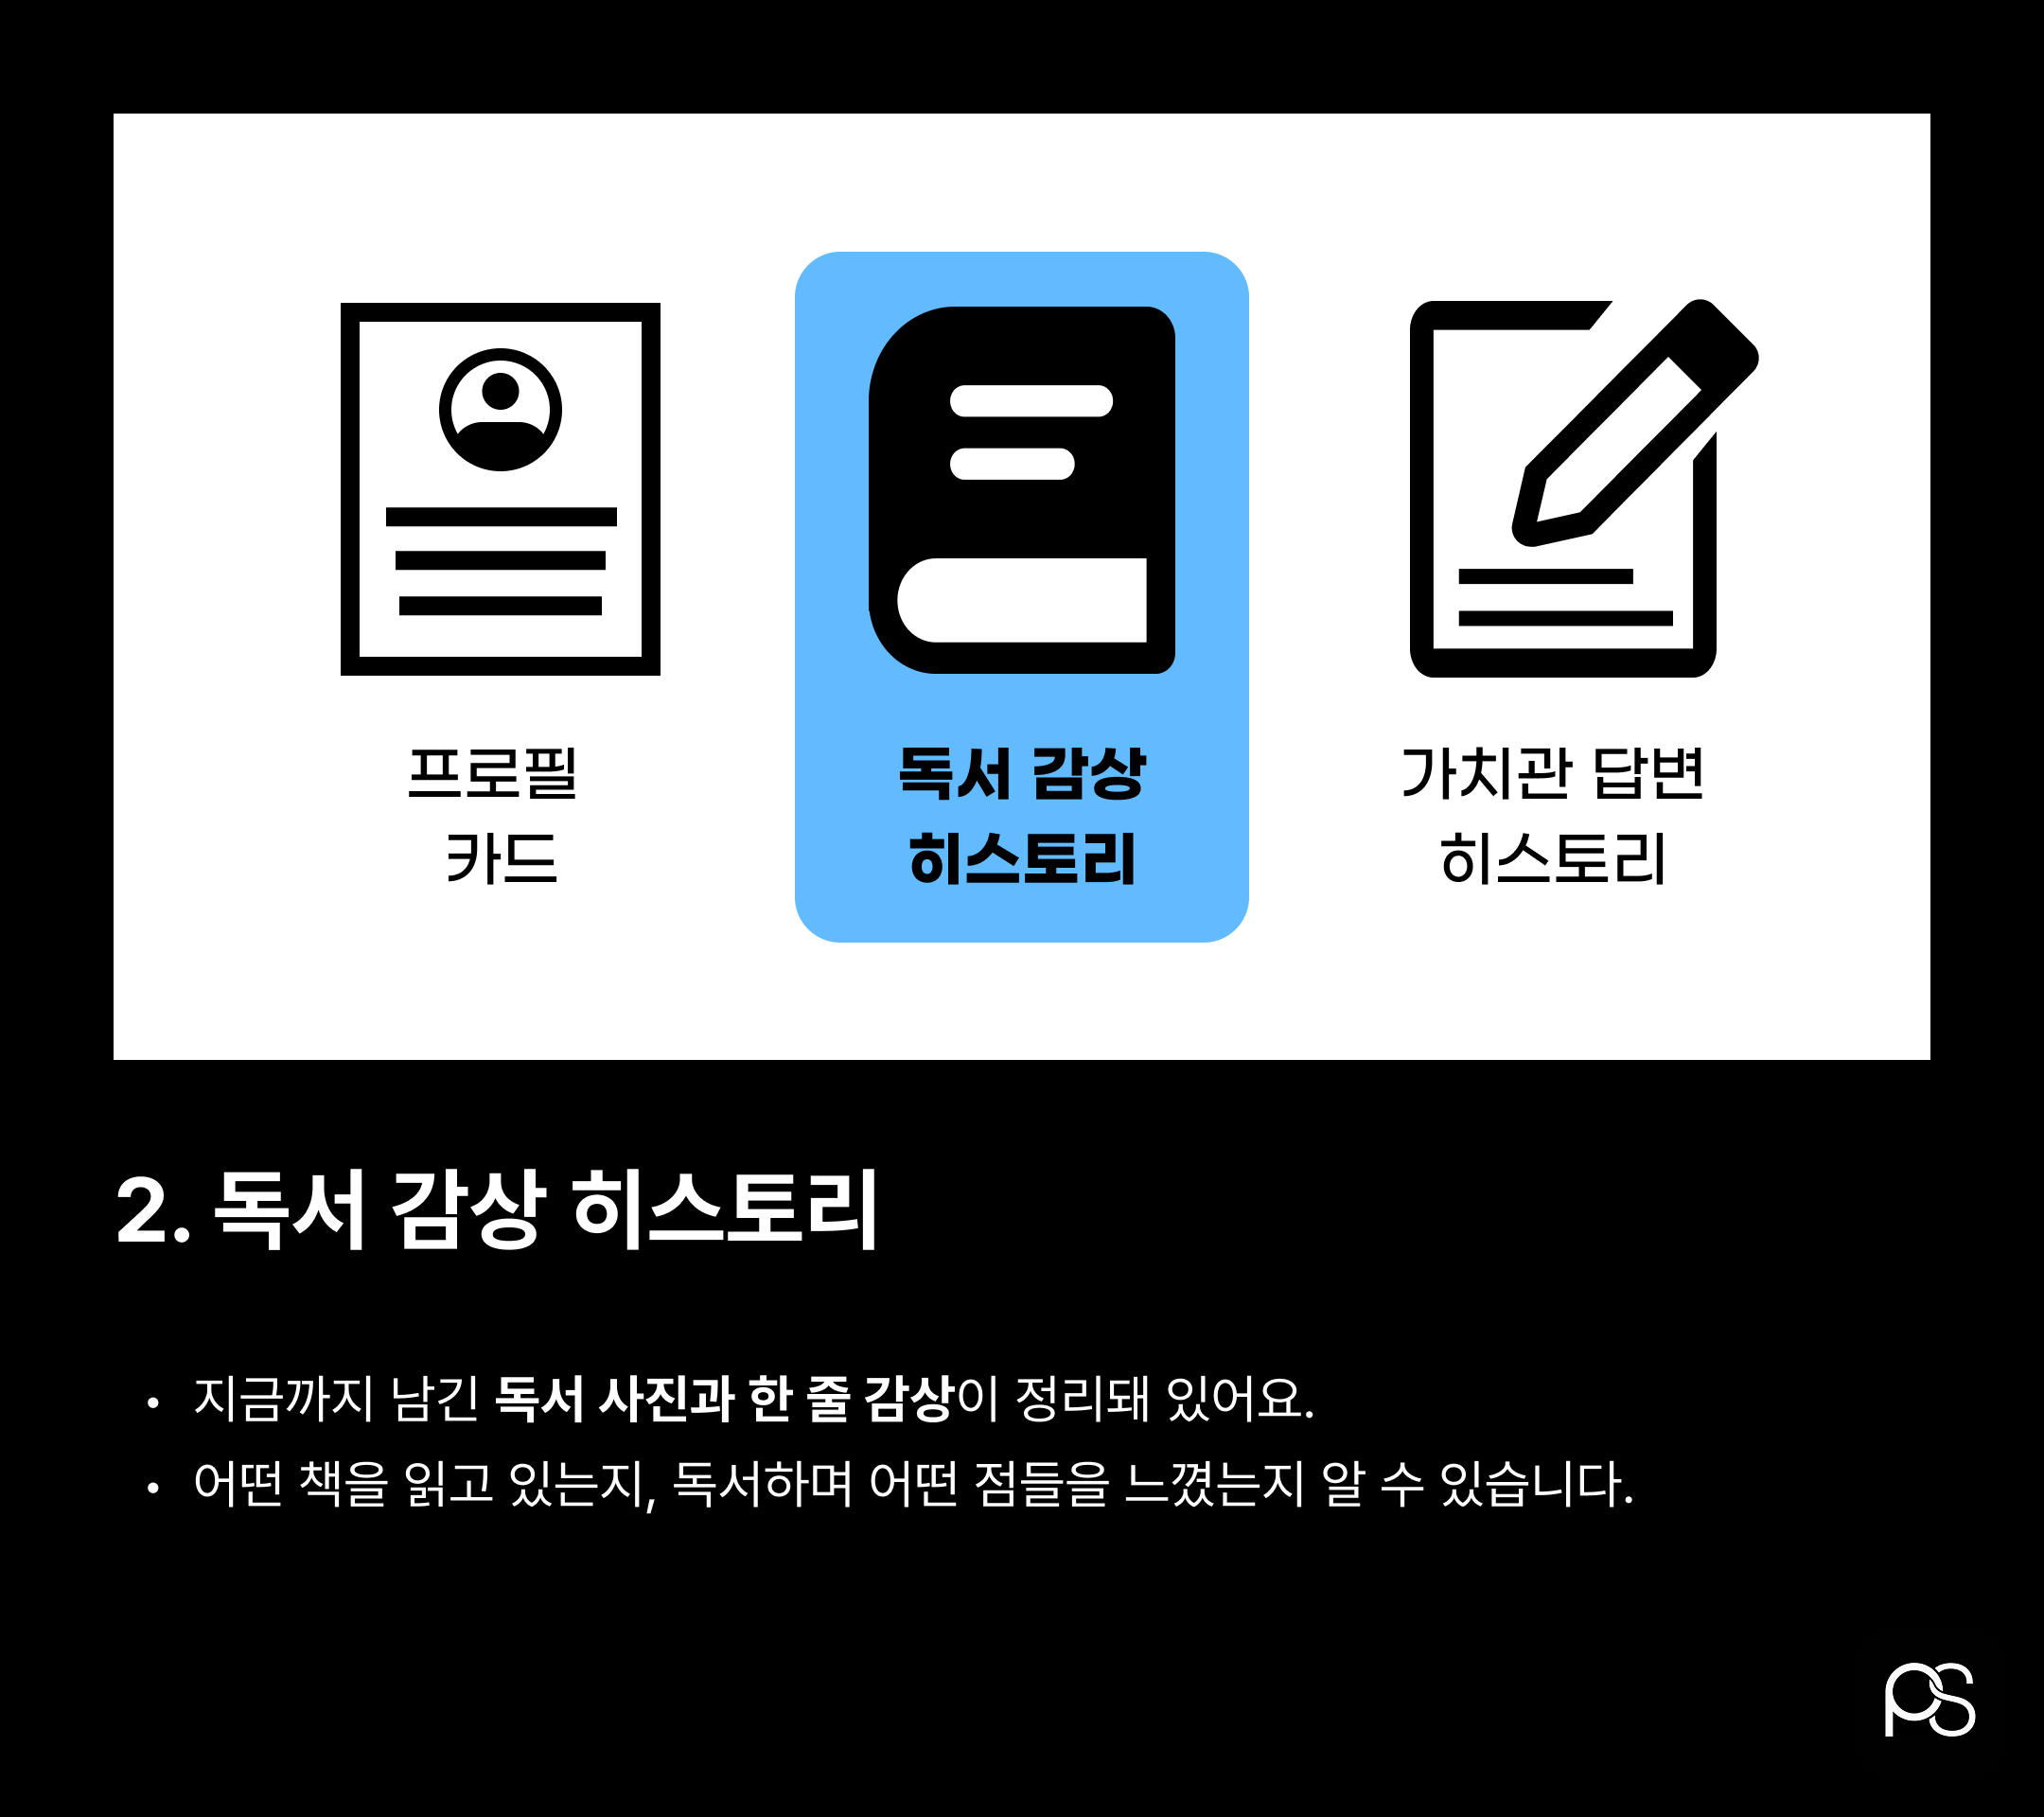 프로필
카드
독서 감상
히스토리
가치관 답변
히스토리
2. 독서 감상 히스토리
• 지금까지 남긴 독서 사진과 한 줄 감상이 정리돼 있어요.
• 어떤 책을 읽고 있는지, 독서하며 어떤 점들을 느꼈는지 알 수 있습니다.
PS